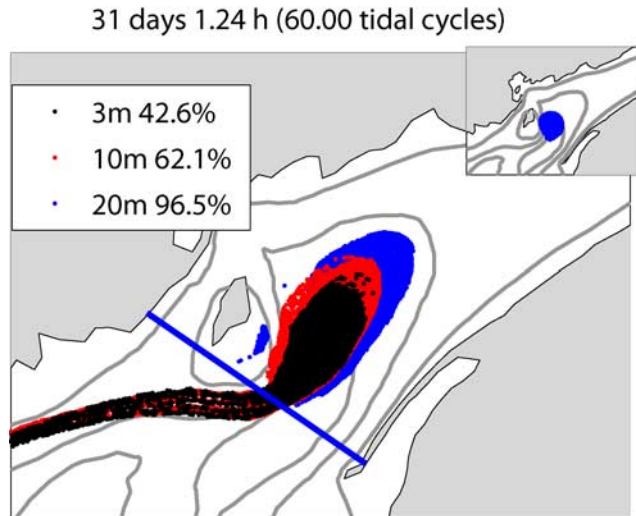 31 days 1.24 h (60.00 tidal cycles)
3m 42.6%
10m 62.1%
20m 96.5%